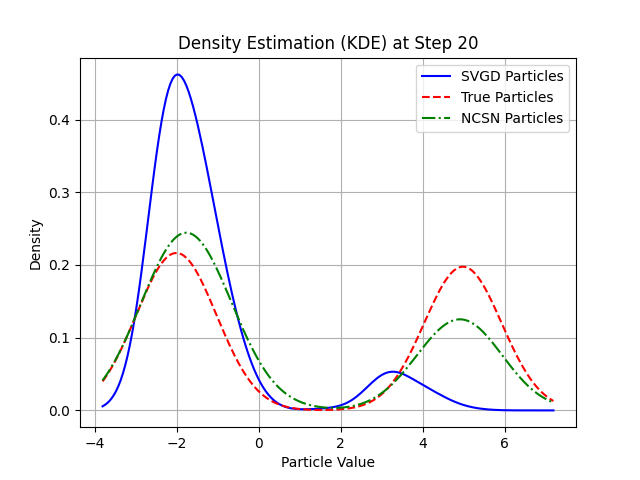 Density Estimation (KDE) at Step 20
SVGD Particles
True Particles
NCSN Particles
Density
0.4
0.3
0.2
0.1
0.0
−4 −2 0 2 4 6
Particle Value